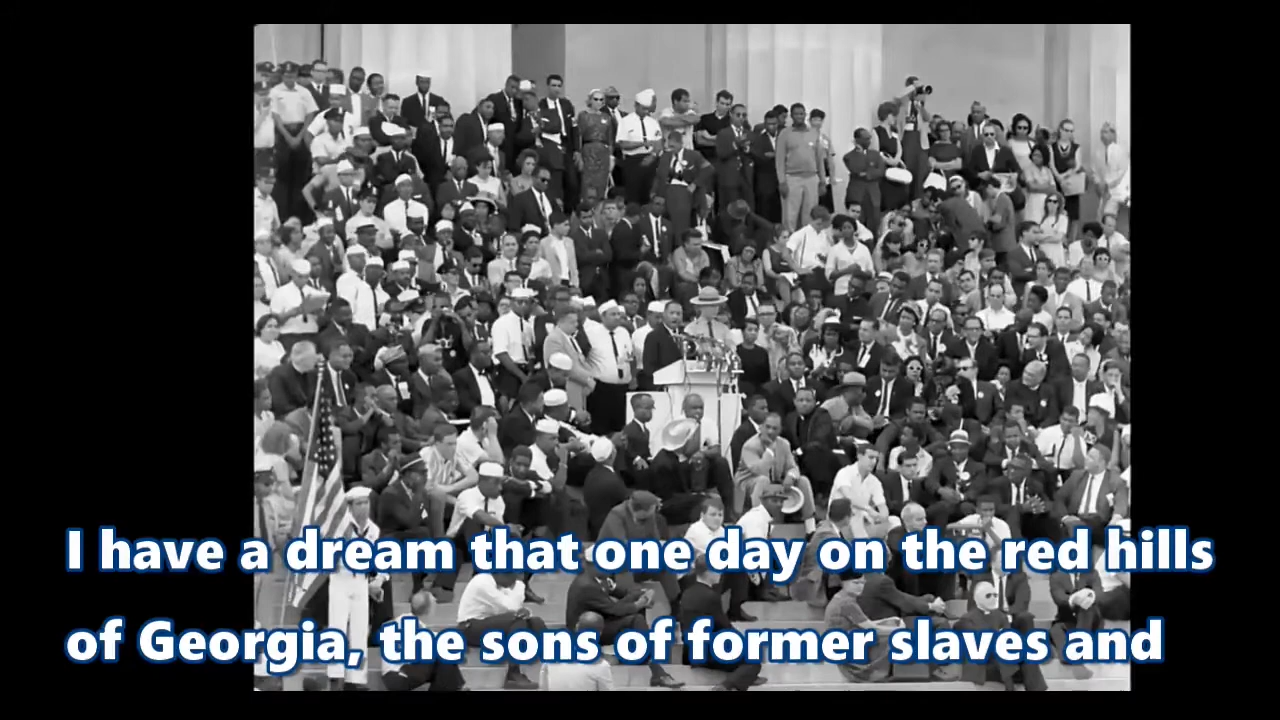 I have a dream that one day on the red hills
of Georgia, the sons of former slaves and